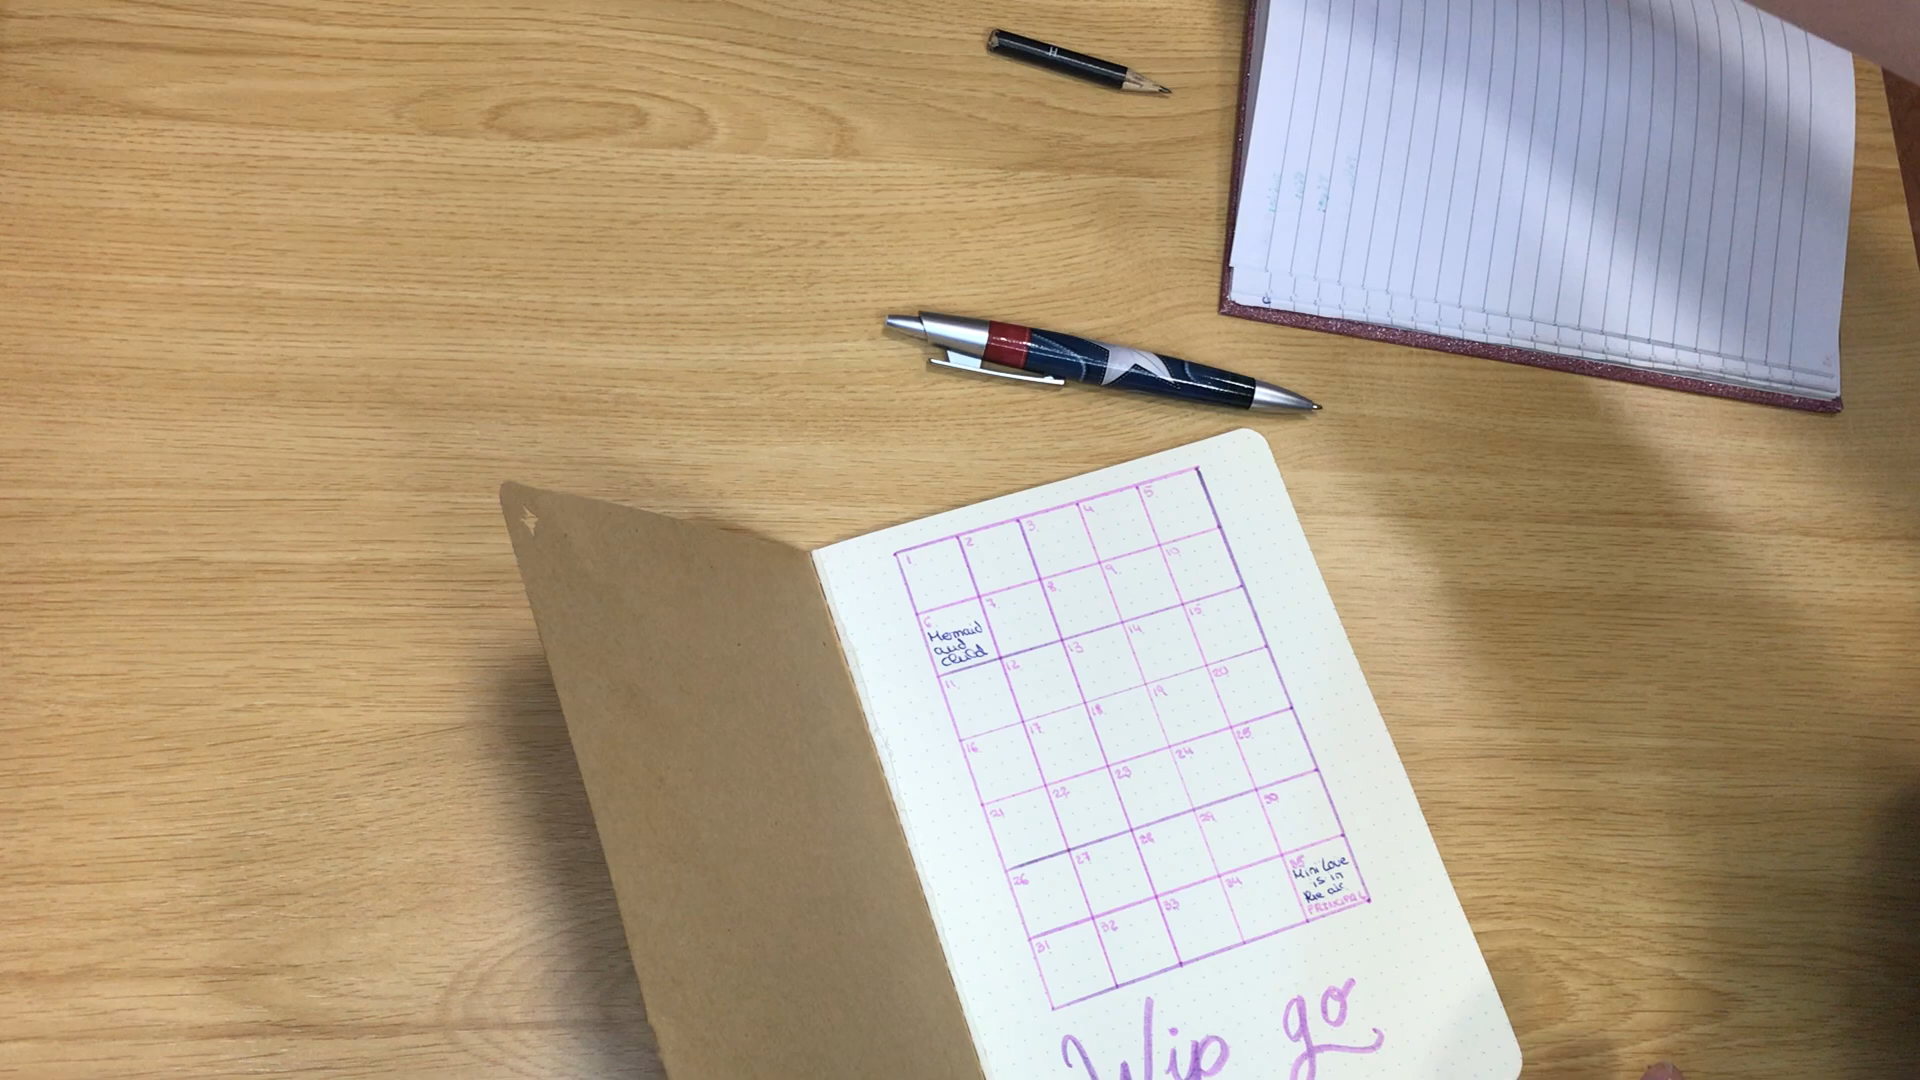 1 2 3 4 5
6 7 8 9 10
Memaid
and
child
11 12 13 14 15
16 17 18 19 20
21 22 23 24 25
26 27 28 29 30
31 32 33 34 35
Mini Love
is in
the air
PRINCIPAL
Wip go
H